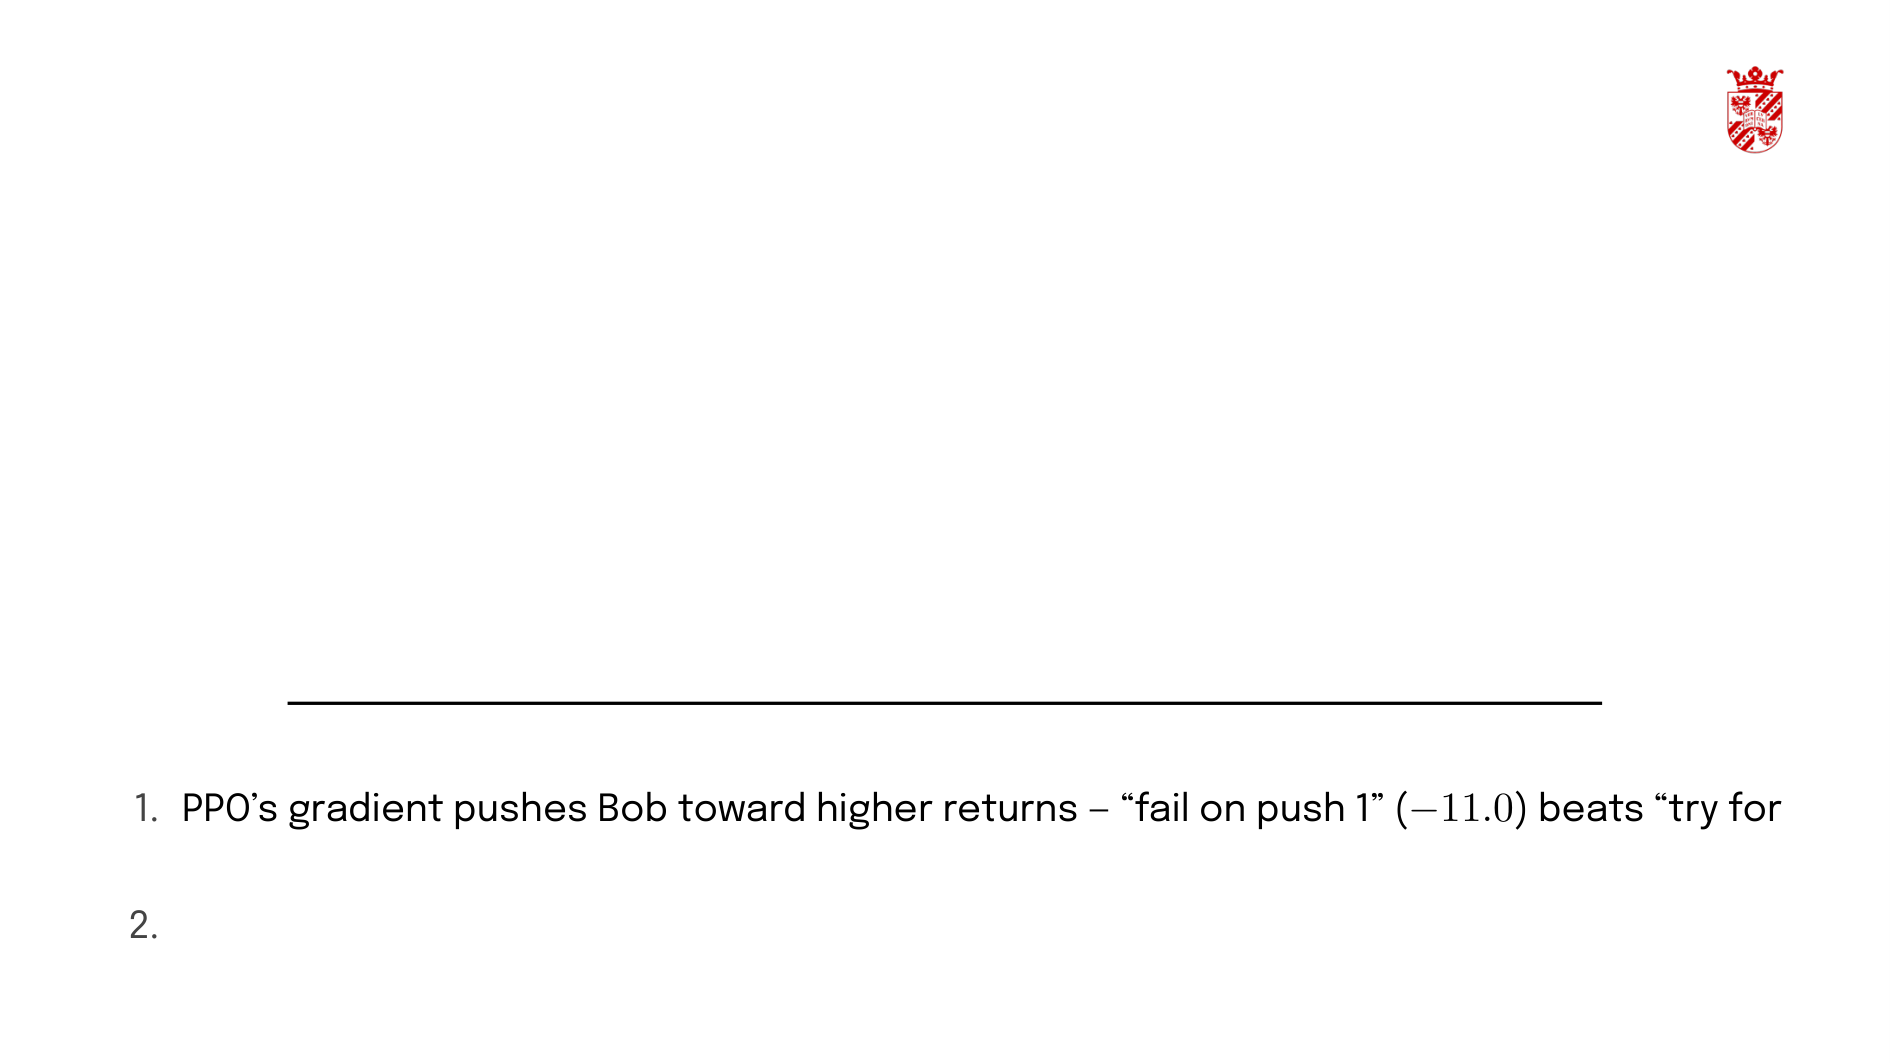 1. PPO’s gradient pushes Bob toward higher returns – “fail on push 1” (−11.0) beats “try for
2.